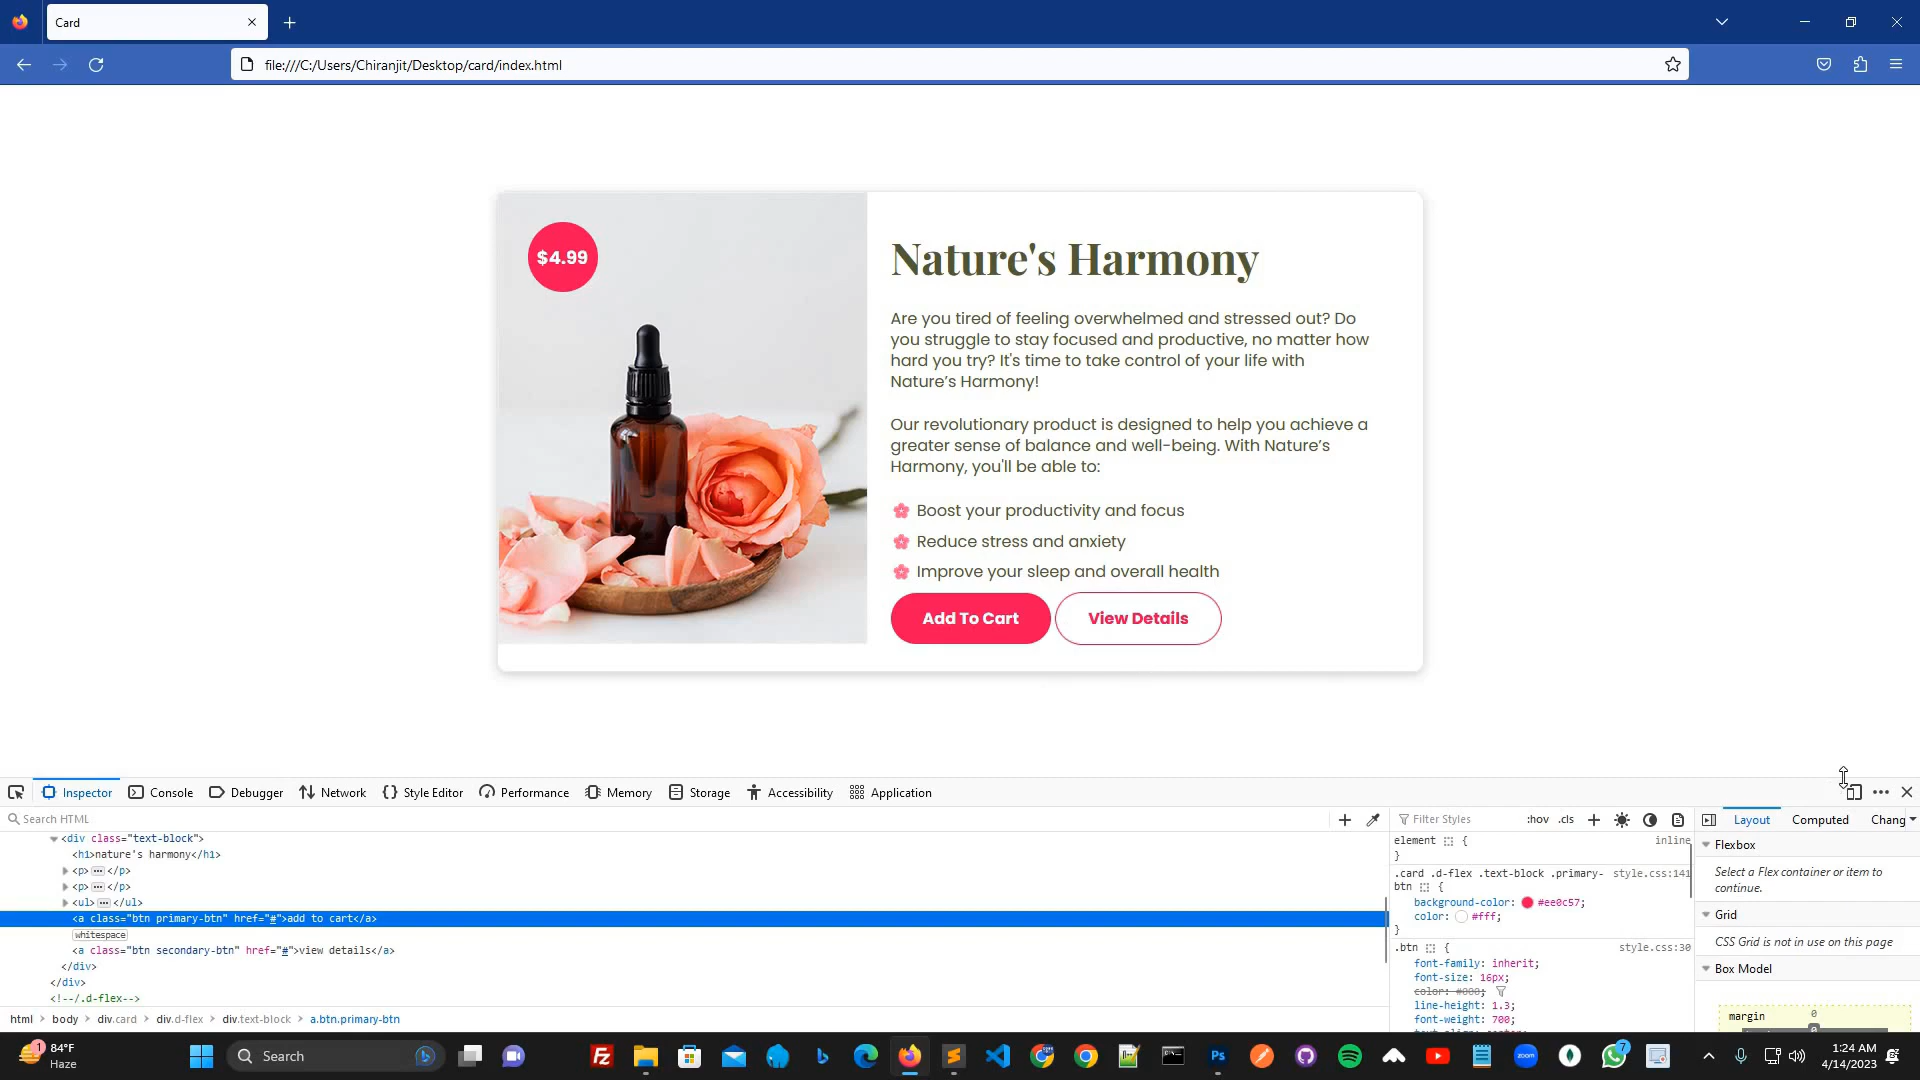 Card
file:///C:/Users/Chiranjit/Desktop/card/index.html
$4.99
Nature's Harmony
Are you tired of feeling overwhelmed and stressed out? Do
you struggle to stay focused and productive, no matter how
hard you try? It's time to take control of your life with
Nature's Harmony!
Our revolutionary product is designed to help you achieve a
greater sense of balance and well-being. With Nature's
Harmony, you'll be able to:
Boost your productivity and focus
Reduce stress and anxiety
Improve your sleep and overall health
Add To Cart View Details
Inspector Console Debugger Network Style Editor Performance Memory Storage Accessibility Application
Search HTML
<div class="text-block">
<h1>nature's harmony</h1>
<p>…</p>
<p>…</p>
<ul>…</ul>
<a class="btn primary-btn" href="#">add to cart</a>
whitespace
<a class="btn secondary-btn" href="#">view details</a>
</div>
</div>
<!--/.d-flex-->
html > body > div.card > div.d-flex > div.text-block > a.btn.primary-btn
Filter Styles :hov .cls
element { inline
}
.card .d-flex .text-block .primary- style.css:141
btn {
background-color: #ee0c57;
color: #fff;
}
.btn { style.css:30
font-family: inherit;
font-size: 16px;
color: #000;
line-height: 1.3;
font-weight: 700;
Layout Computed Chang
Flexbox
Select a Flex container or item to
continue.
Grid
CSS Grid is not in use on this page
Box Model
margin 0
0
1 84°F
Haze
Search
zoom
7
1:24 AM
4/14/2023